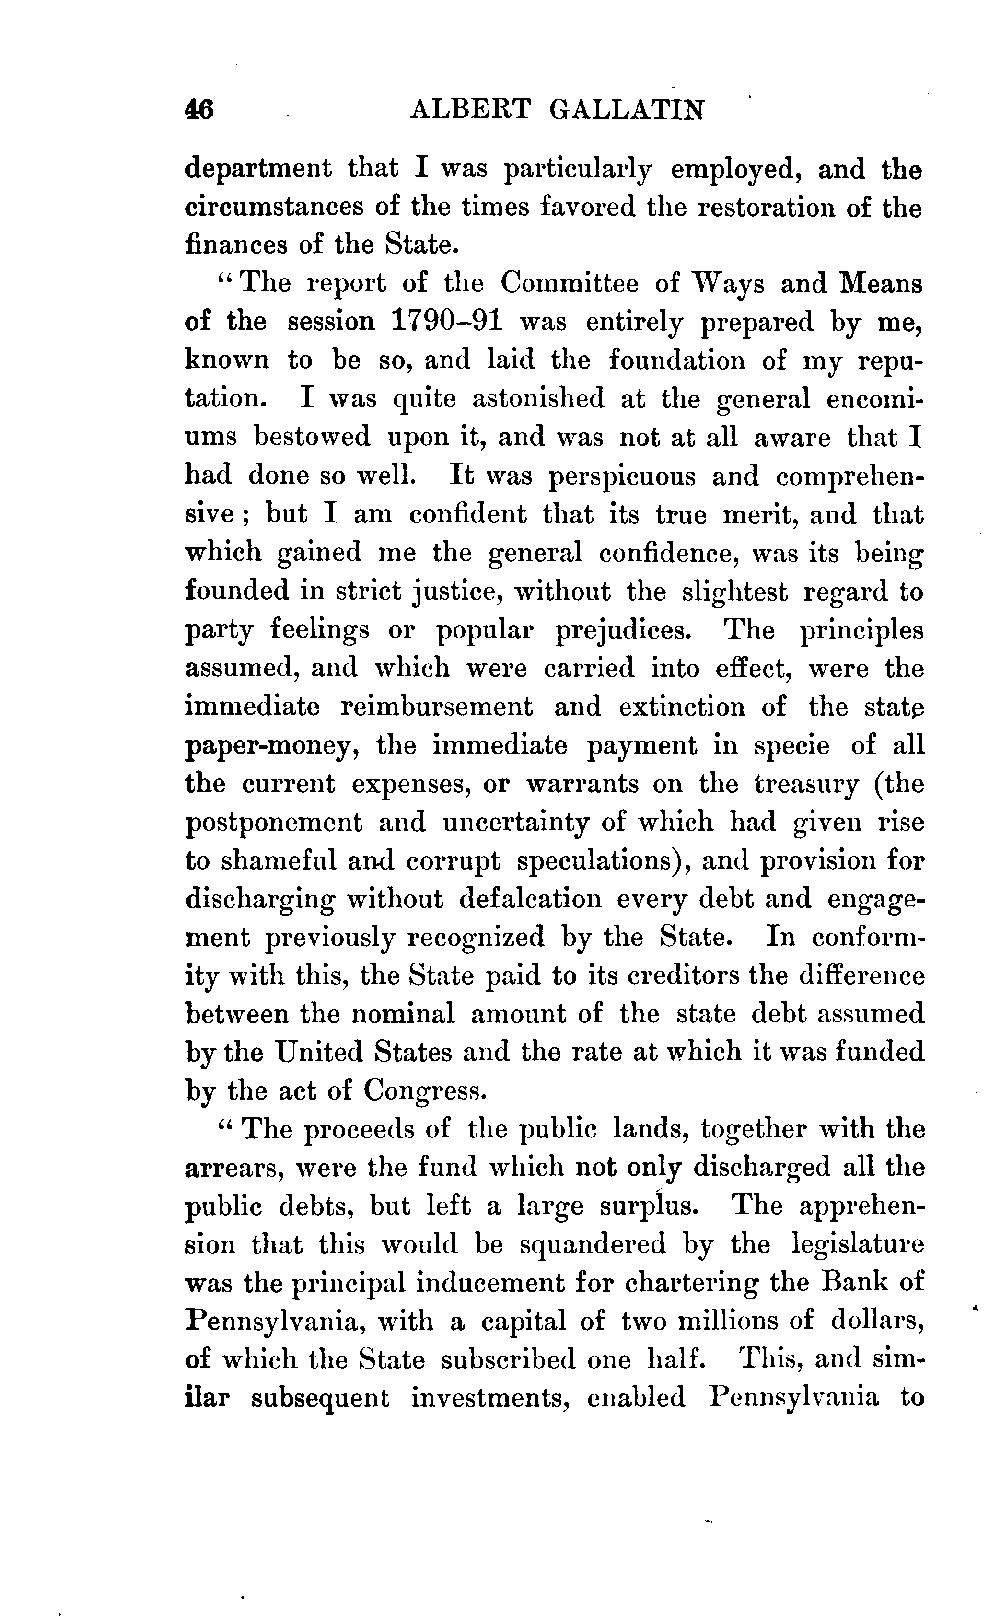 46 ALBERT GALLATIN
department that I was particularly employed, and the
circumstances of the times favored the restoration of the
finances of the State.
“The report of the Committee of Ways and Means
of the session 1790–91 was entirely prepared by me,
known to be so, and laid the foundation of my repu-
tation. I was quite astonished at the general encomi-
ums bestowed upon it, and was not at all aware that I
had done so well. It was perspicuous and comprehen-
sive ; but I am confident that its true merit, and that
which gained me the general confidence, was its being
founded in strict justice, without the slightest regard to
party feelings or popular prejudices. The principles
assumed, and which were carried into effect, were the
immediate reimbursement and extinction of the state
paper-money, the immediate payment in specie of all
the current expenses, or warrants on the treasury (the
postponement and uncertainty of which had given rise
to shameful and corrupt speculations), and provision for
discharging without defalcation every debt and engage-
ment previously recognized by the State. In conform-
ity with this, the State paid to its creditors the difference
between the nominal amount of the state debt assumed
by the United States and the rate at which it was funded
by the act of Congress.
“ The proceeds of the public lands, together with the
arrears, were the fund which not only discharged all the
public debts, but left a large surplus. The apprehen-
sion that this would be squandered by the legislature
was the principal inducement for chartering the Bank of
Pennsylvania, with a capital of two millions of dollars,
of which the State subscribed one half. This, and sim-
ilar subsequent investments, enabled Pennsylvania to